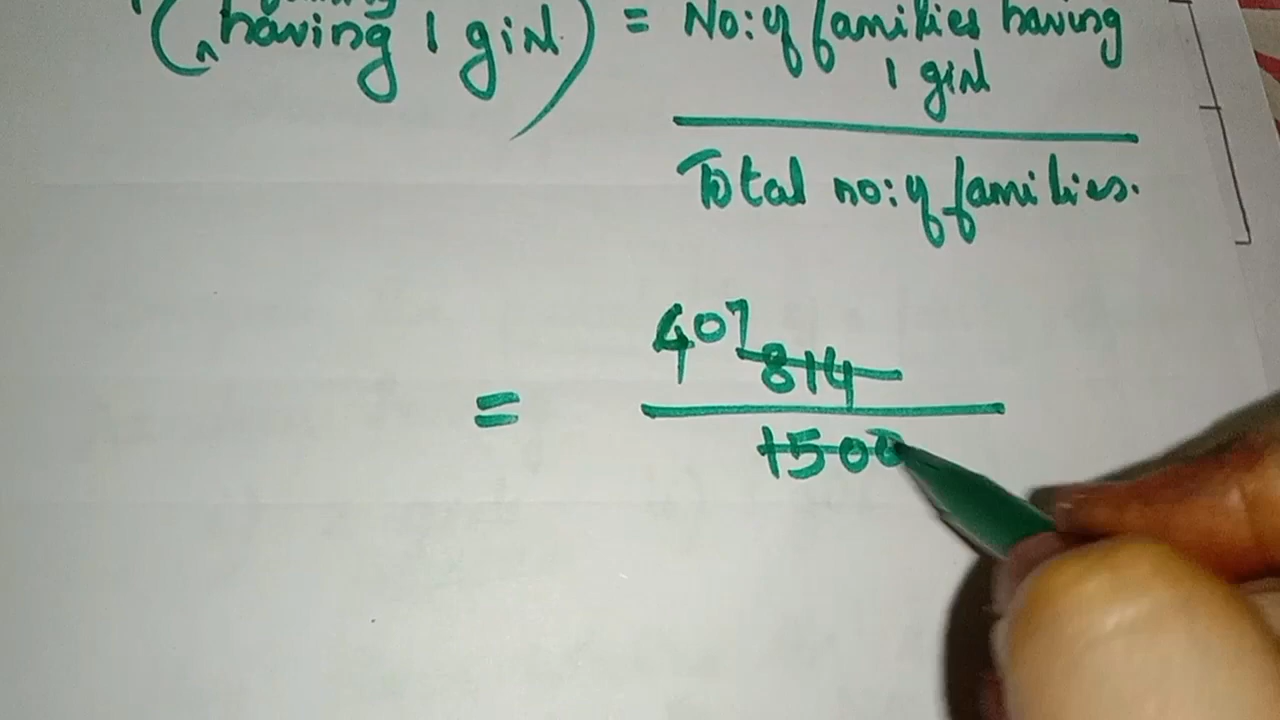 (having 1 girl) = No: of families having
1 girl
Total no: of families.
407
814
=
1500